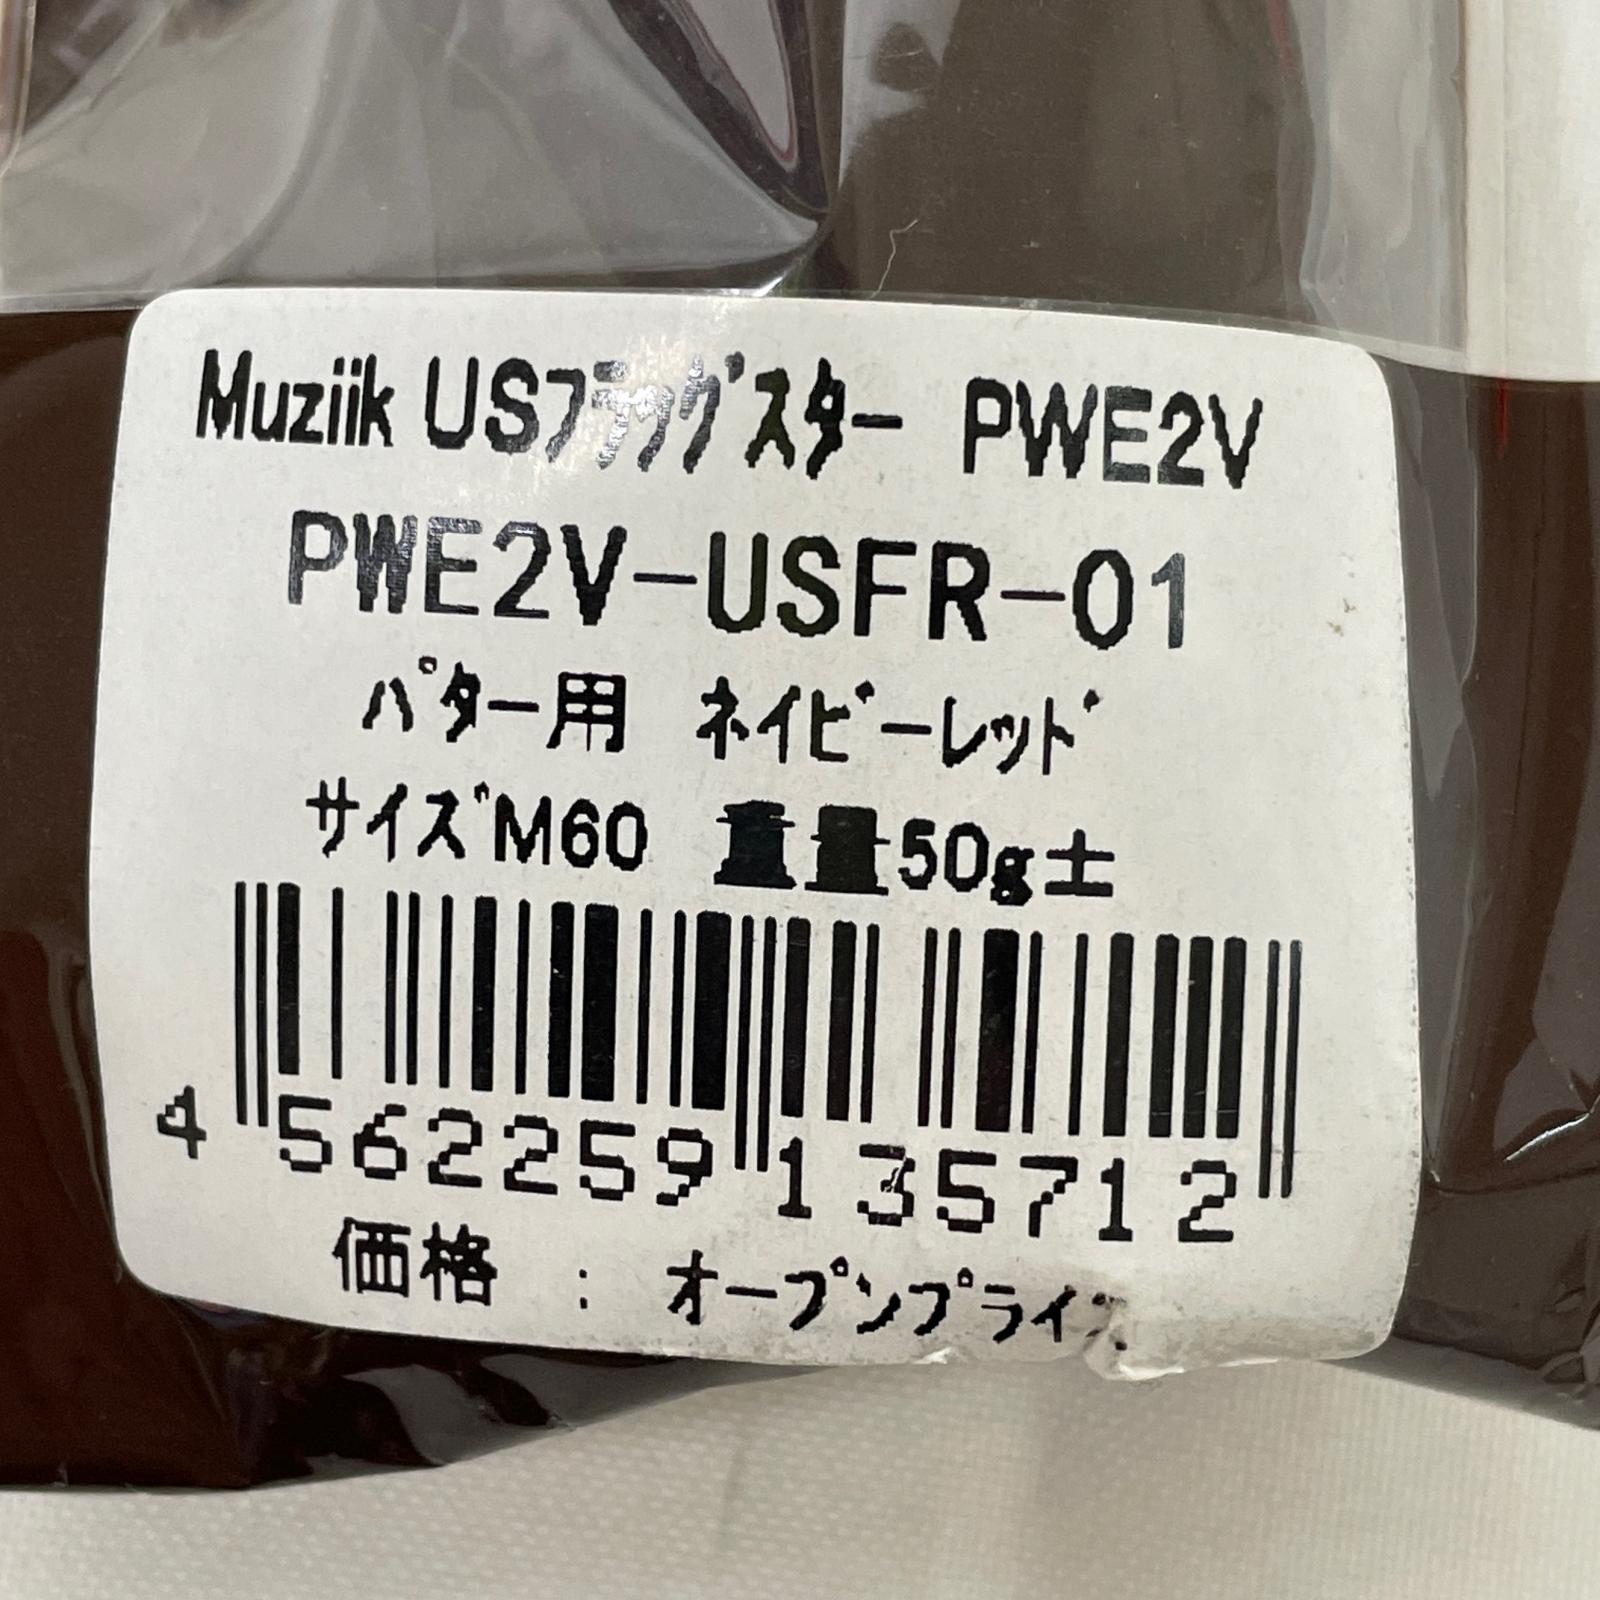 Muziik USフラッグスター PWE2V
PWE2V-USFR-01
パター用 ネイビーレッド
サイズM60 重量50g±
4 562259 135712
価格 : オープンプライ